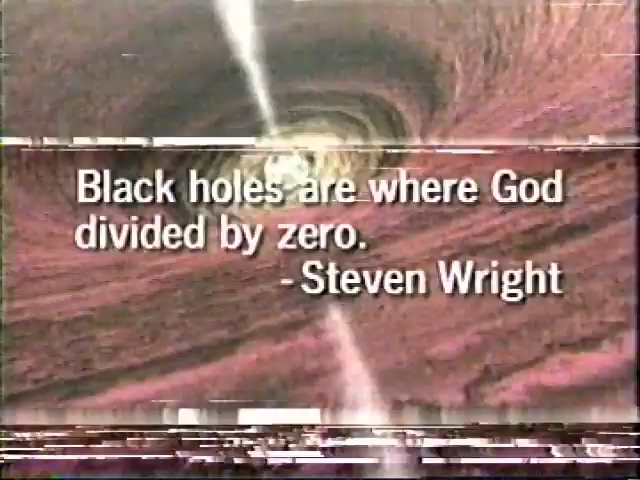 Black holes are where God
divided by zero.
- Steven Wright